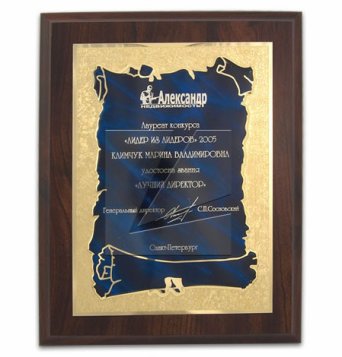 Александр
НЕДВИЖИМОСТЬ
Лауреат конкурса
«ЛИДЕР ИЗ ЛИДЕРОВ» 2005
КЛИМЧУК МАРИНА ВЛАДИМИРОВНА
удостоена звания
«ЛУЧШИЙ ДИРЕКТОР»
Генеральный директор С.П.Сосновский
Санкт-Петербург